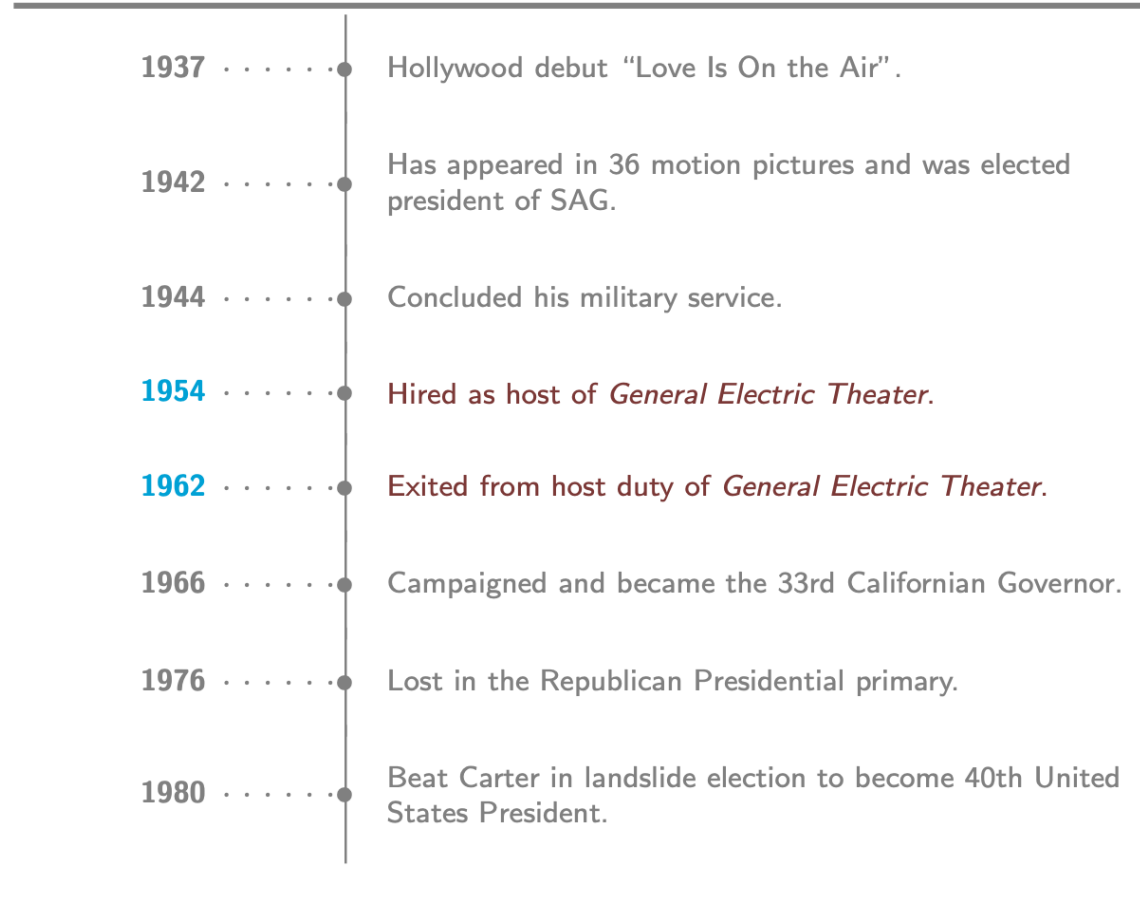 1937 Hollywood debut “Love Is On the Air”.
1942 Has appeared in 36 motion pictures and was elected
president of SAG.
1944 Concluded his military service.
1954 Hired as host of General Electric Theater.
1962 Exited from host duty of General Electric Theater.
1966 Campaigned and became the 33rd Californian Governor.
1976 Lost in the Republican Presidential primary.
1980 Beat Carter in landslide election to become 40th United
States President.